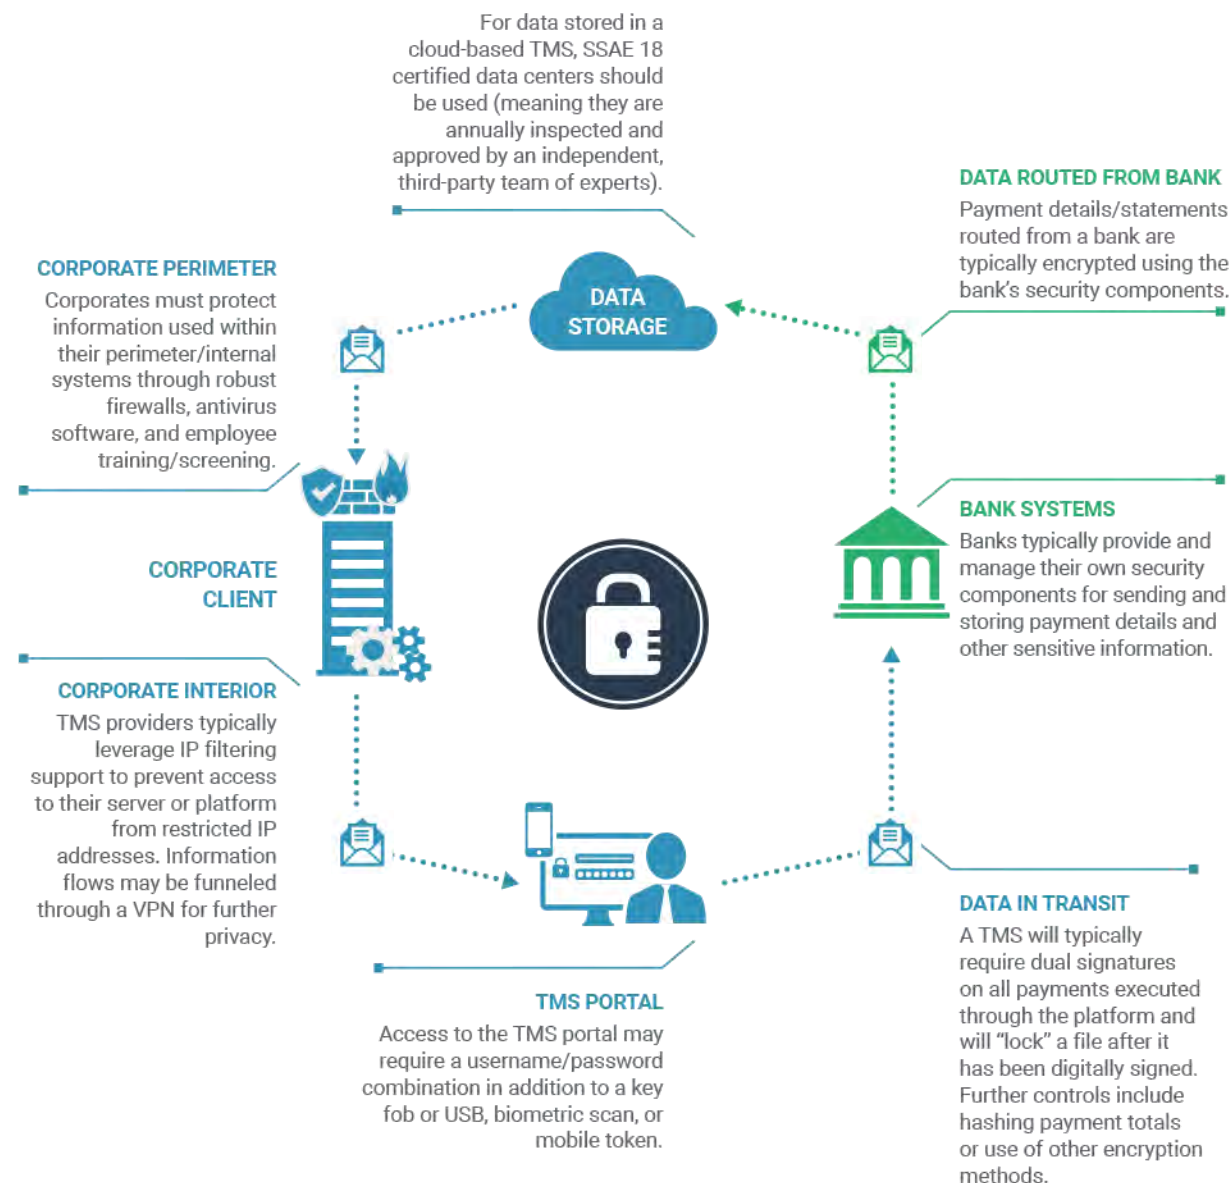 For data stored in a
cloud-based TMS, SSAE 18
certified data centers should
be used (meaning they are
annually inspected and
approved by an independent,
third-party team of experts).
DATA ROUTED FROM BANK
Payment details/statements
routed from a bank are
typically encrypted using the
bank's security components.
CORPORATE PERIMETER
Corporates must protect
information used within
their perimeter/internal
systems through robust
firewalls, antivirus
software, and employee
training/screening.
DATA
STORAGE
BANK SYSTEMS
Banks typically provide and
manage their own security
components for sending and
storing payment details and
other sensitive information.
CORPORATE
CLIENT
CORPORATE INTERIOR
TMS providers typically
leverage IP filtering
support to prevent access
to their server or platform
from restricted IP
addresses. Information
flows may be funneled
through a VPN for further
privacy.
TMS PORTAL
Access to the TMS portal may
require a username/password
combination in addition to a key
fob or USB, biometric scan, or
mobile token.
DATA IN TRANSIT
A TMS will typically
require dual signatures
on all payments executed
through the platform and
will “lock” a file after it
has been digitally signed.
Further controls include
hashing payment totals
or use of other encryption
methods.